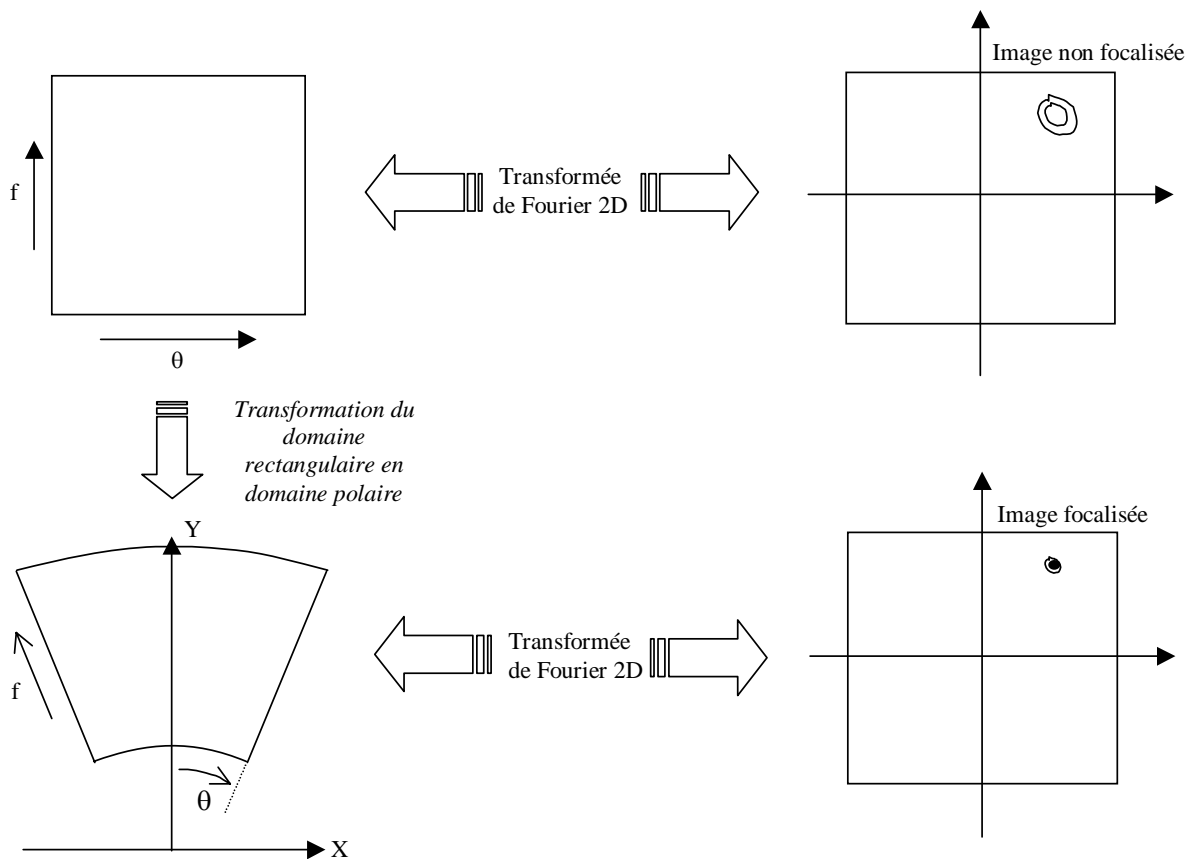 Image non focalisée
f
Transformée
de Fourier 2D
θ
Transformation du
domaine
rectangulaire en
domaine polaire
Image focalisée
Y
Transformée
de Fourier 2D
f
θ
X